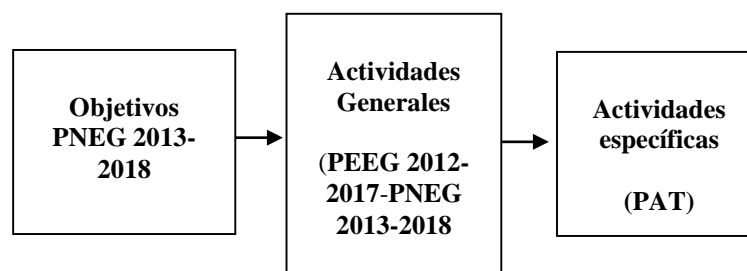 Objetivos
PNEG 2013-
2018
Actividades
Generales
(PEEG 2012-
2017-PNEG
2013-2018
Actividades
específicas
(PAT)